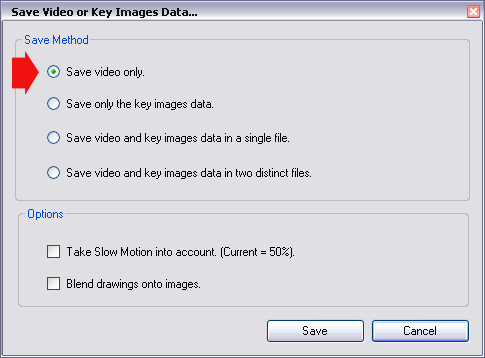 Save Video or Key Images Data...
Save Method
Save video only.
Save only the key images data.
Save video and key images data in a single file.
Save video and key images data in two distinct files.
Options
Take Slow Motion into account. (Current = 50%).
Blend drawings onto images.
Save
Cancel